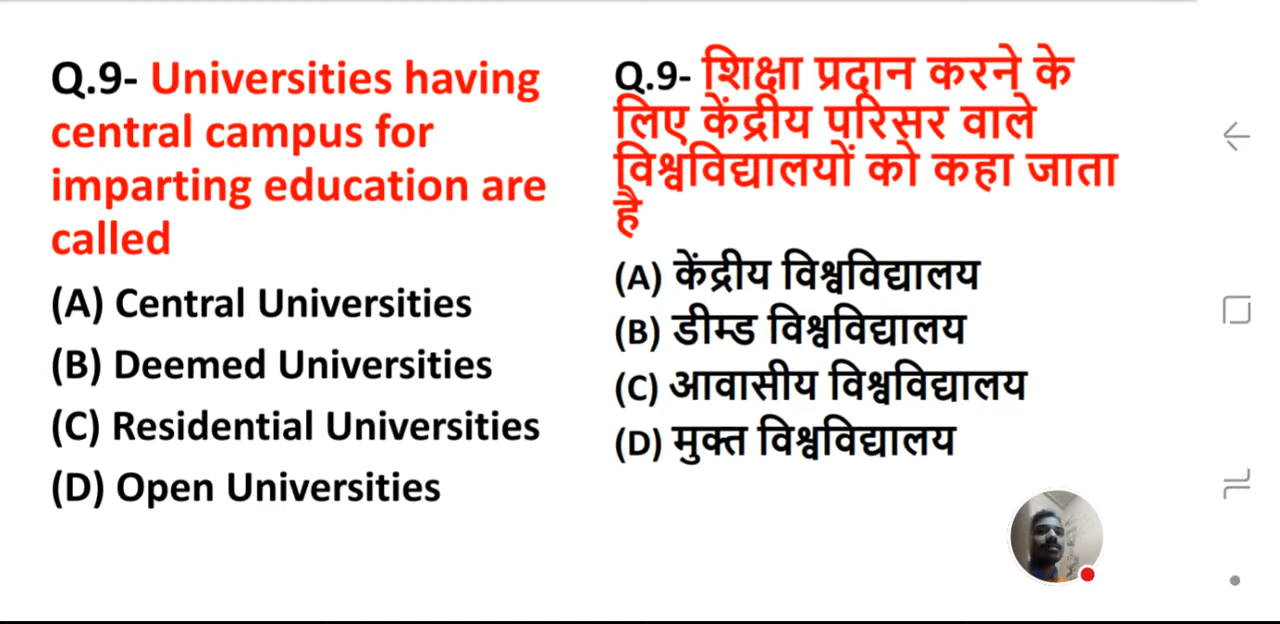 Q.9- Universities having
central campus for
imparting education are
called
(A) Central Universities
(B) Deemed Universities
(C) Residential Universities
(D) Open Universities
Q.9- शिक्षा प्रदान करने के
लिए केंद्रीय परिसर वाले
विश्वविद्यालयों को कहा जाता
है
(A) केंद्रीय विश्वविद्यालय
(B) डीम्ड विश्वविद्यालय
(C) आवासीय विश्वविद्यालय
(D) मुक्त विश्वविद्यालय